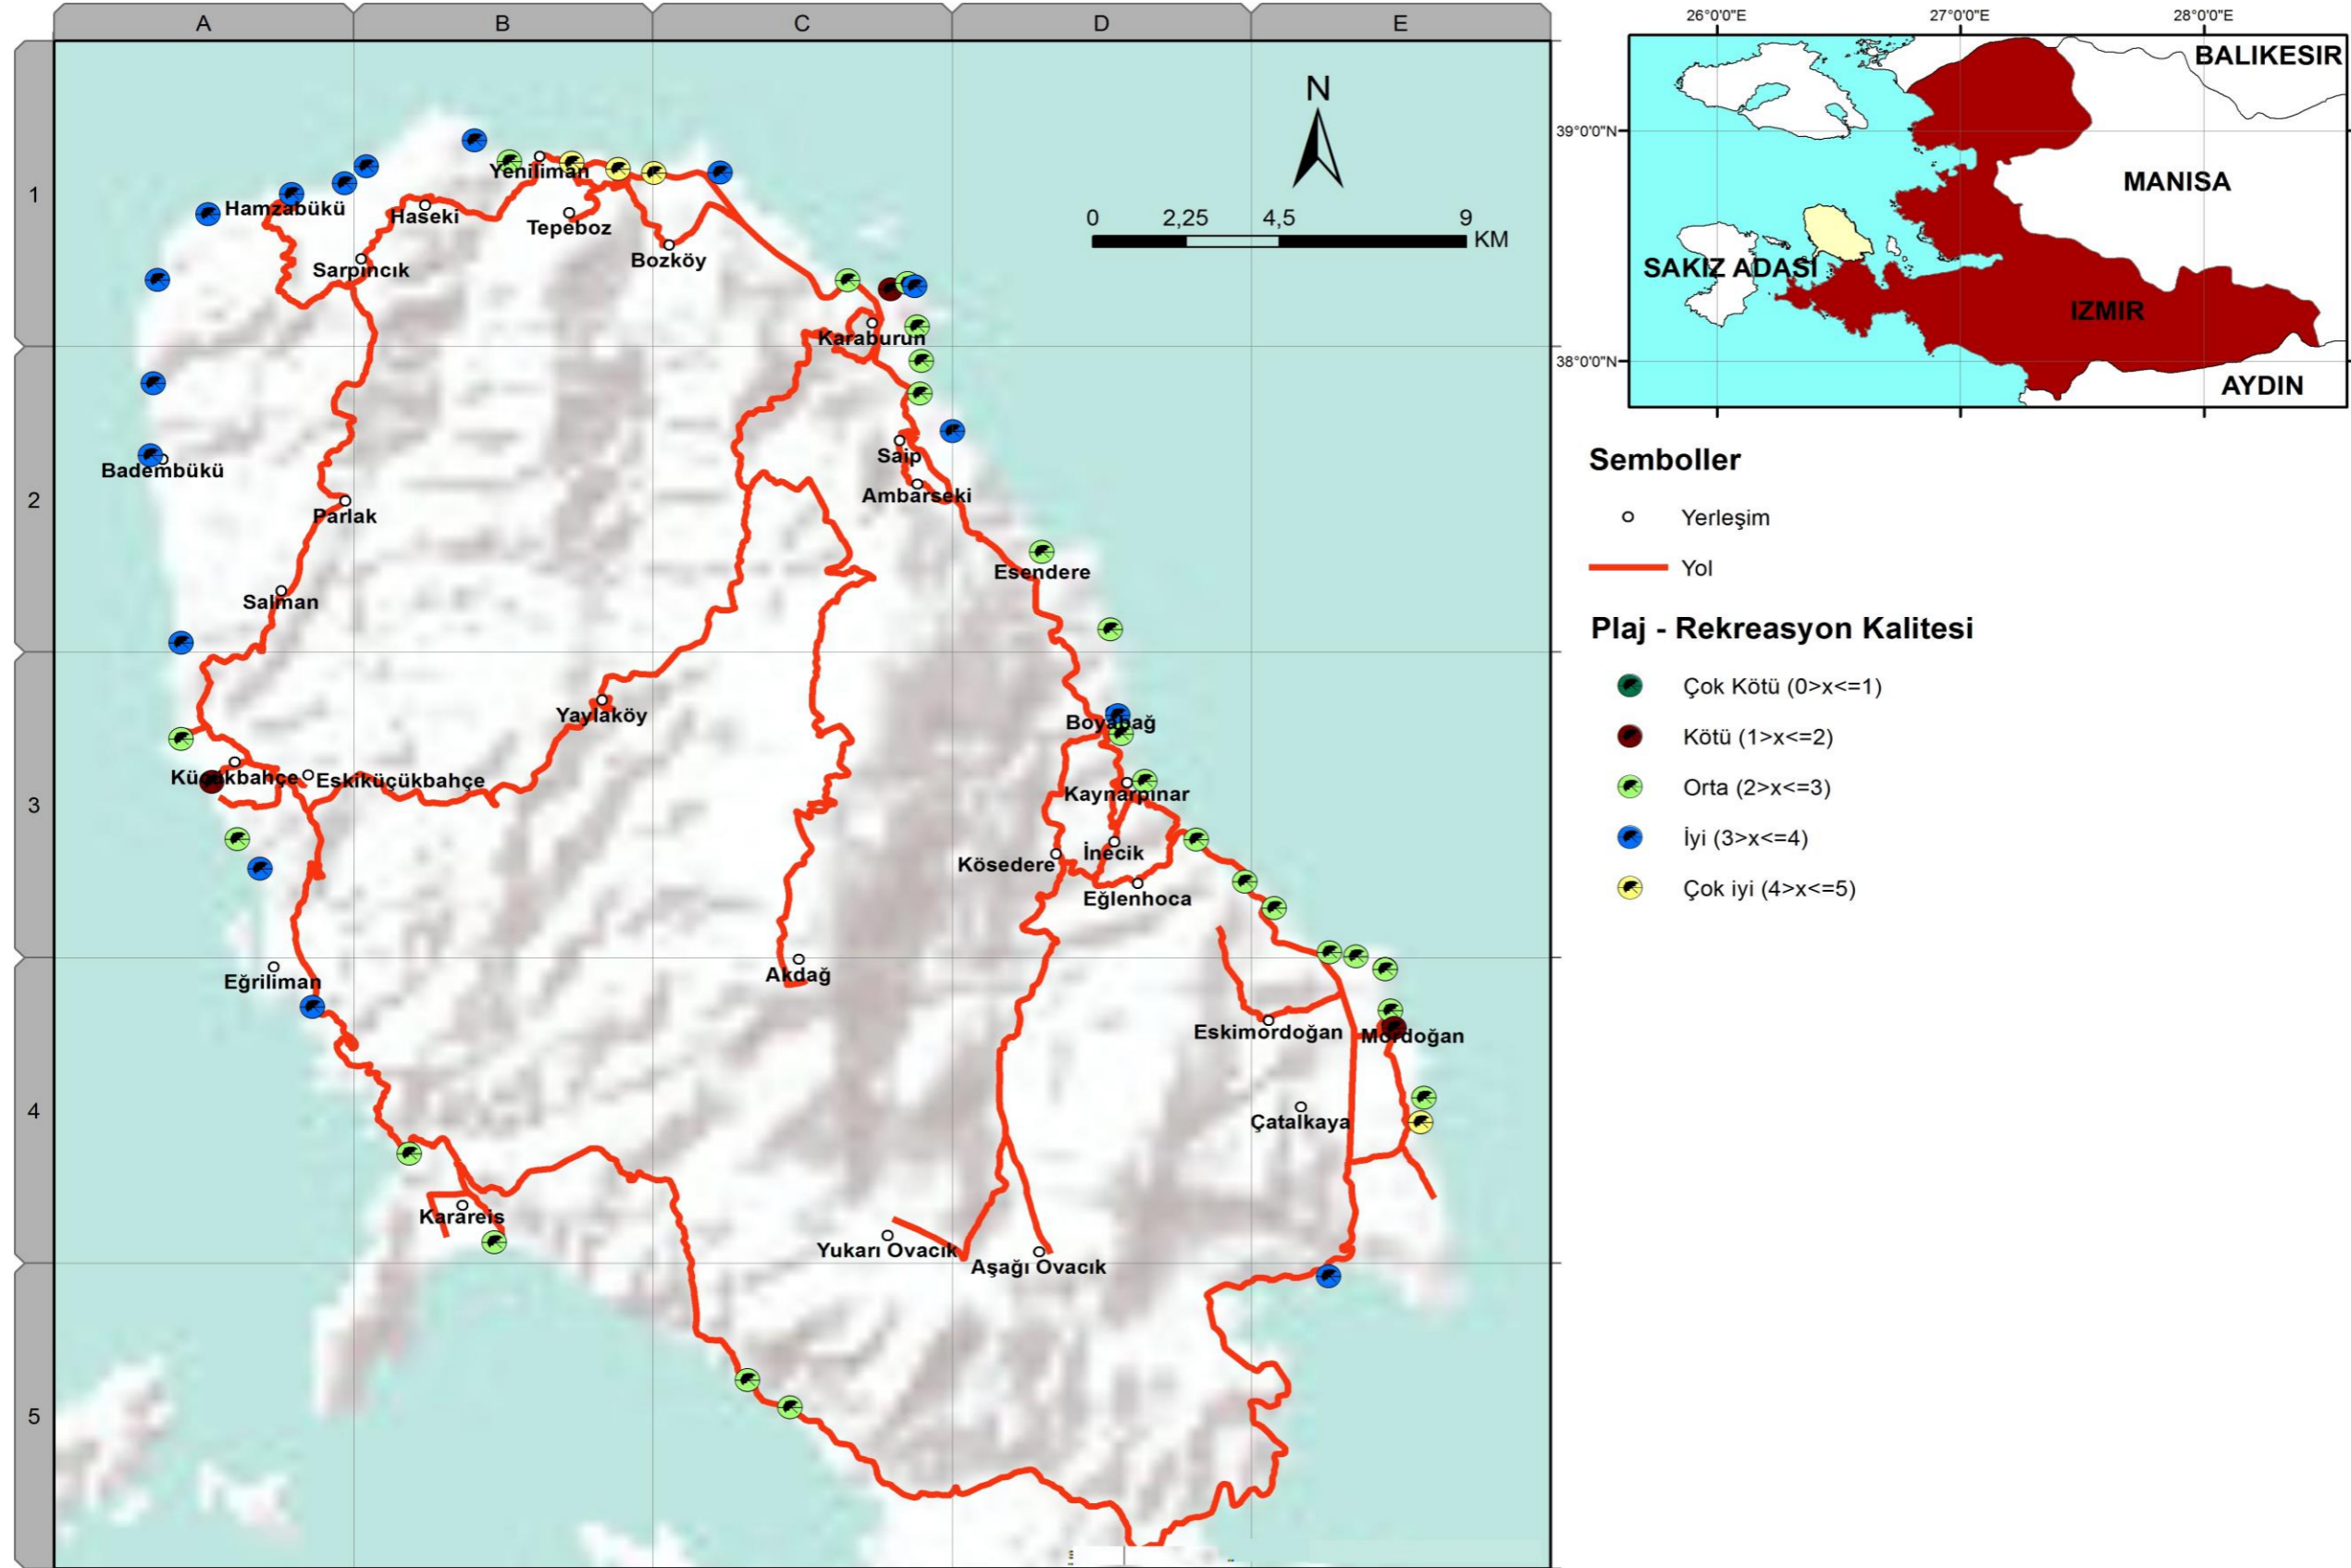 A B C D E
1
2
3
4
5
N
0 2,25 4,5 9
KM
Yeniliman
Hamzabükü
Haseki
Tepeboz
Bozköy
Sarpıncık
Karaburun
Saip
Badembükü
Ambarseki
Parlak
Esendere
Salman
Yaylaköy
Boyabağ
Küçükbahçe
Eskiküçükbahçe
Kaynarpınar
İnecik
Kösedere
Eğlenhoca
Akdağ
Eğriliman
Eskimordoğan
Mordoğan
Çatalkaya
Karareis
Yukarı Ovacık
Aşağı Ovacık
26°0'0"E 27°0'0"E 28°0'0"E
39°0'0"N
38°0'0"N
BALIKESIR
MANISA
SAKIZ ADASI
IZMIR
AYDIN
Semboller
Yerleşim
Yol
Plaj - Rekreasyon Kalitesi
Çok Kötü (0>x<=1)
Kötü (1>x<=2)
Orta (2>x<=3)
İyi (3>x<=4)
Çok iyi (4>x<=5)